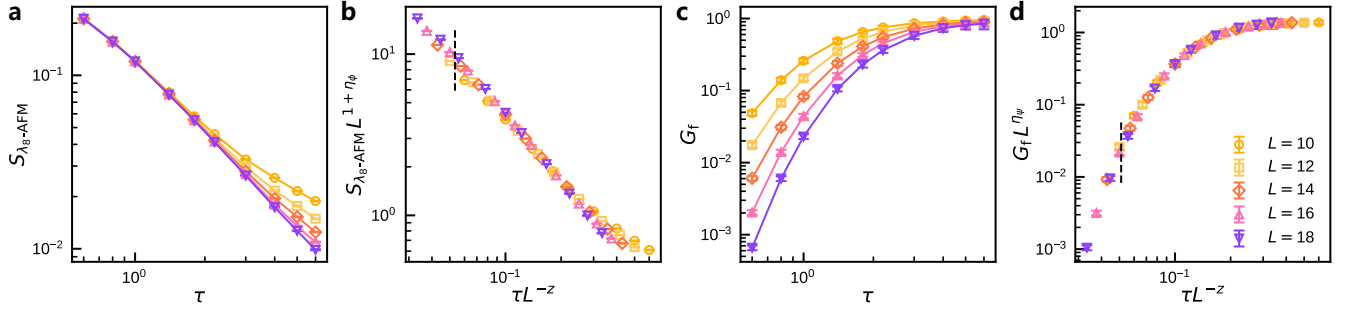 a
S_{λ_8-AFM}
10^{-1}
10^{-2}
10^0
τ
b
S_{λ_8-AFM} L^{1 + η_ϕ}
10^1
10^0
10^{-1}
τL^{-z}
c
G_f
10^0
10^{-1}
10^{-2}
10^{-3}
10^0
τ
d
G_f L^{η_ψ}
10^0
10^{-1}
10^{-2}
10^{-3}
10^{-1}
τL^{-z}
L = 10
L = 12
L = 14
L = 16
L = 18